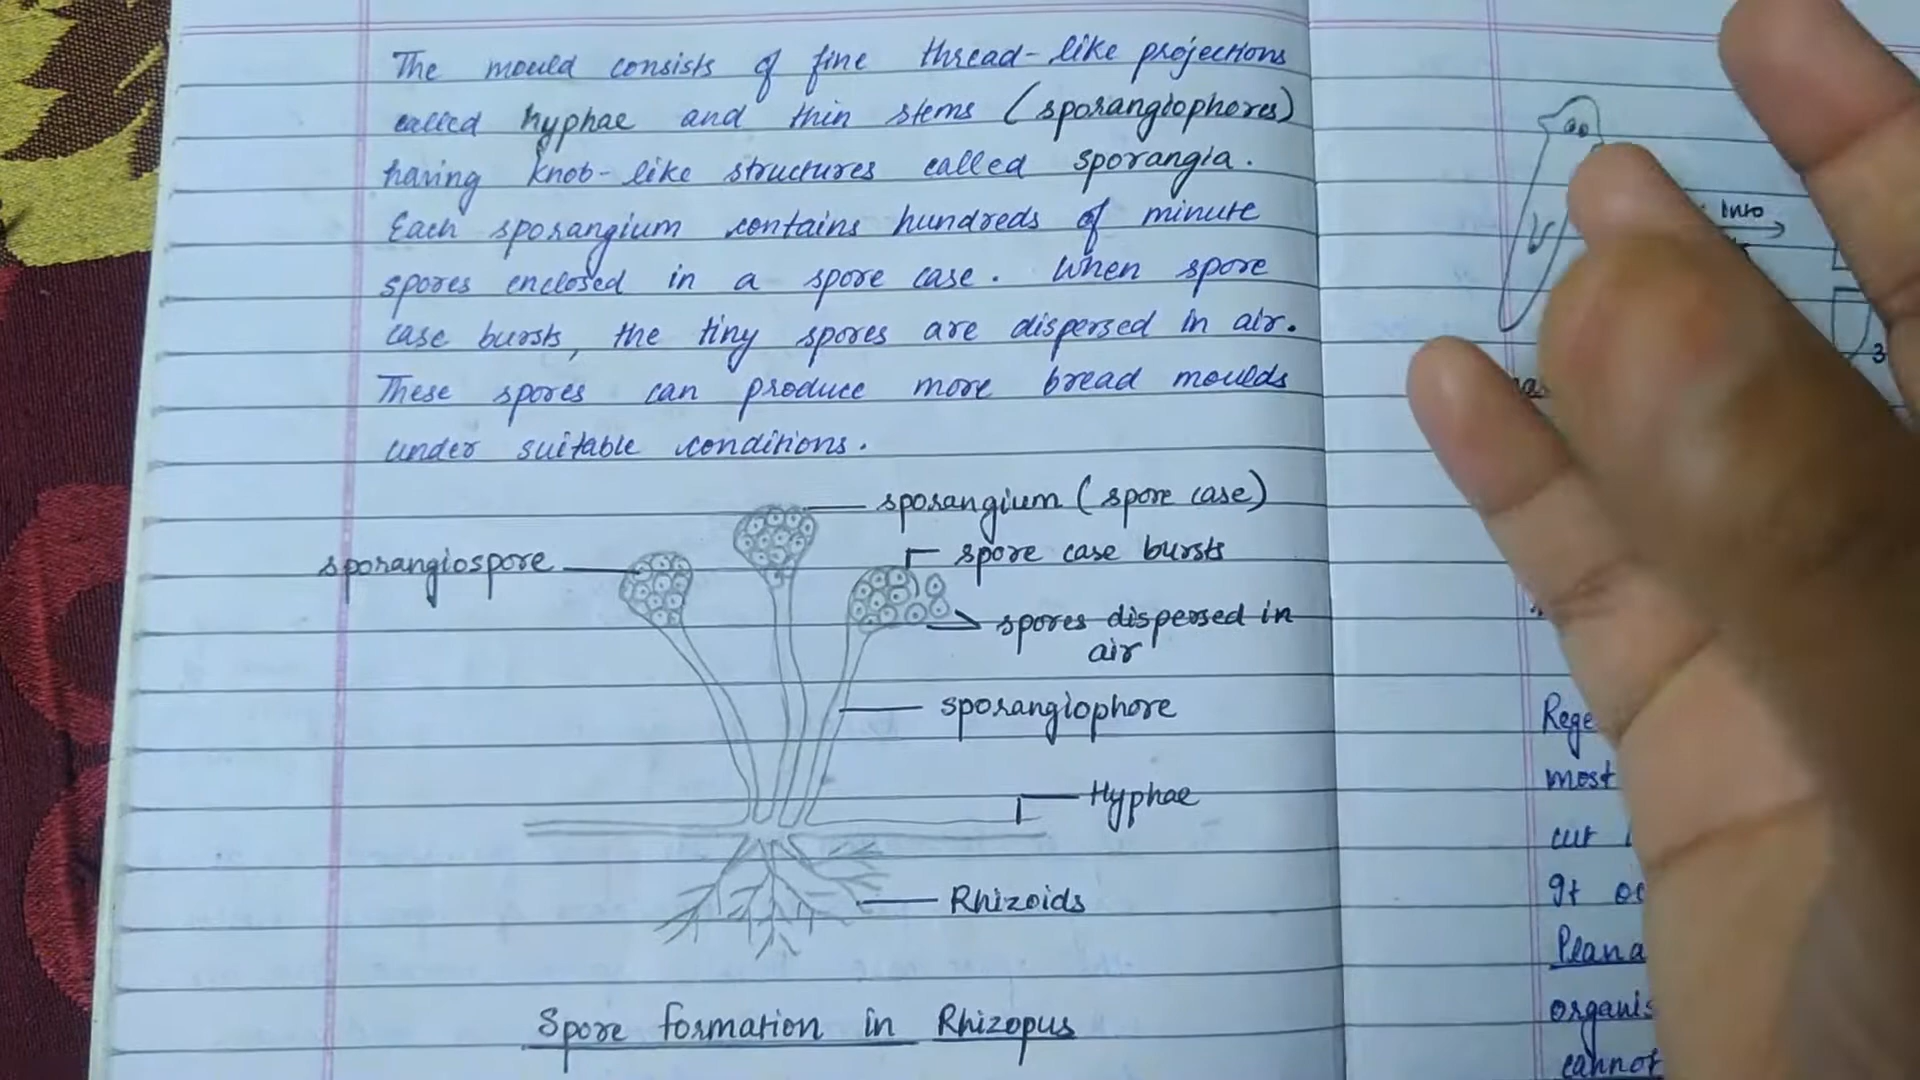 The mould consists of fine thread-like projections
called hyphae and thin stems (sporangiophores)
having knob-like structures called sporangia.
Each sporangium contains hundreds of minute
spores enclosed in a spore case. When spore
case bursts, the tiny spores are dispersed in air.
These spores can produce more bread moulds
under suitable conditions.
sporangium (spore case)
spore case bursts
sporangiospore
spores dispersed in
air
sporangiophore
Hyphae
Rhizoids
Spore formation in Rhizopus
Into
3
most
cut
It
cannot